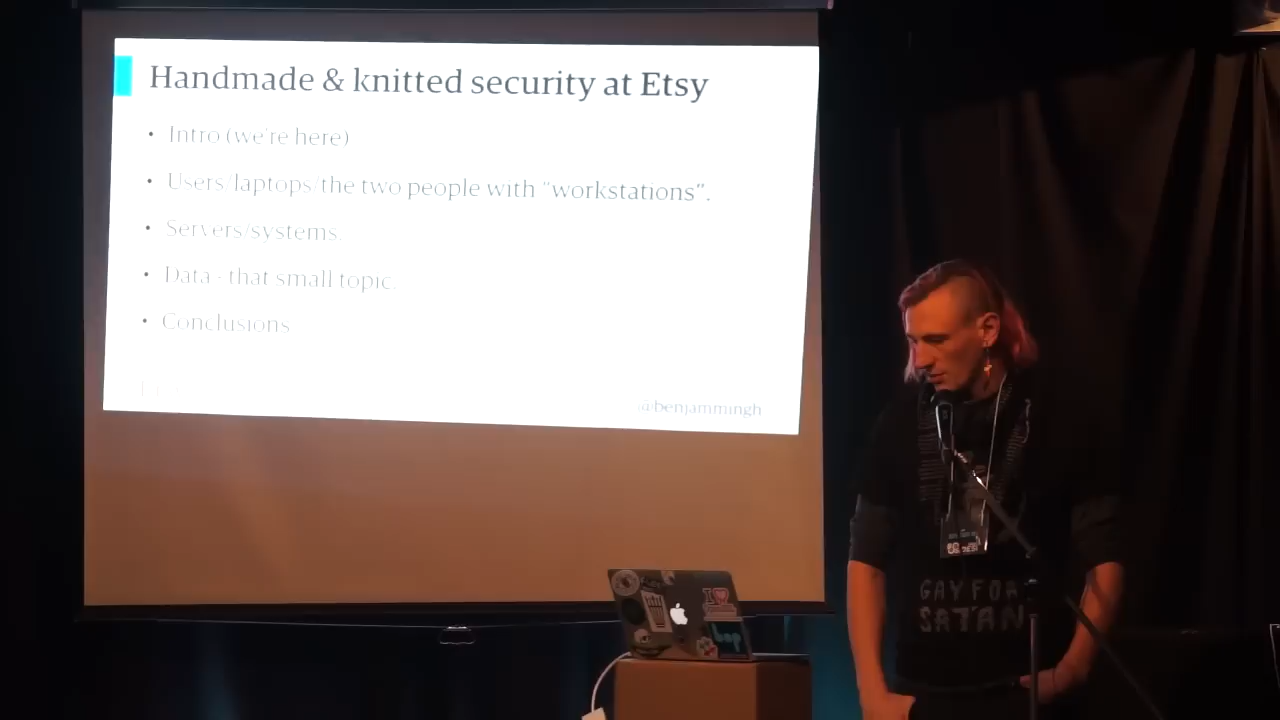 Handmade & knitted security at Etsy
• Intro (we're here)
• Users/laptops/the two people with "workstations".
• Servers/systems.
• Data - that small topic.
• Conclusions
@benjammingh
GAY FOR
SATAN
I
bop